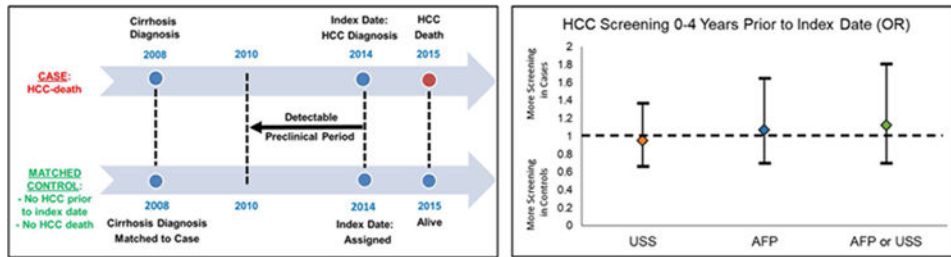 Cirrhosis
Diagnosis
2008
2010
Index Date:
HCC Diagnosis
2014
HCC
Death
2015
CASE:
HCC-death
Detectable
Preclinical Period
MATCHED
CONTROL:
- No HCC prior
to index date
- No HCC death
2008
Cirrhosis Diagnosis
Matched to Case
2010
2014
Index Date:
Assigned
2015
Alive
HCC Screening 0-4 Years Prior to Index Date (OR)
More Screening
in Cases
More Screening
in Controls
2
1.8
1.6
1.4
1.2
1
0.8
0.6
0.4
0.2
0
USS
AFP
AFP or USS